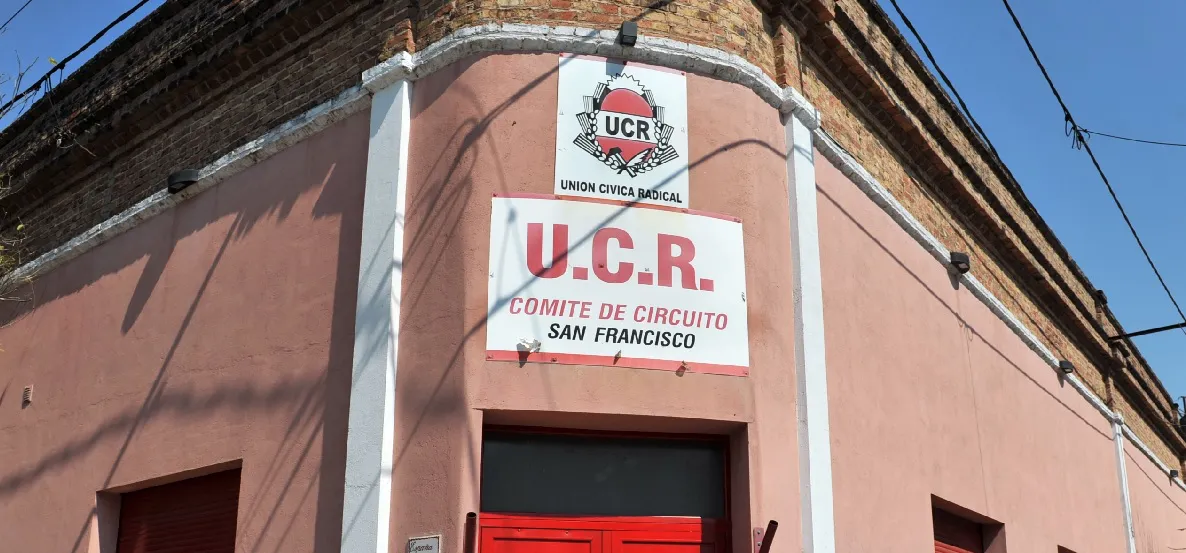 UCR
UNION CIVICA RADICAL
U.C.R.
COMITE DE CIRCUITO
SAN FRANCISCO